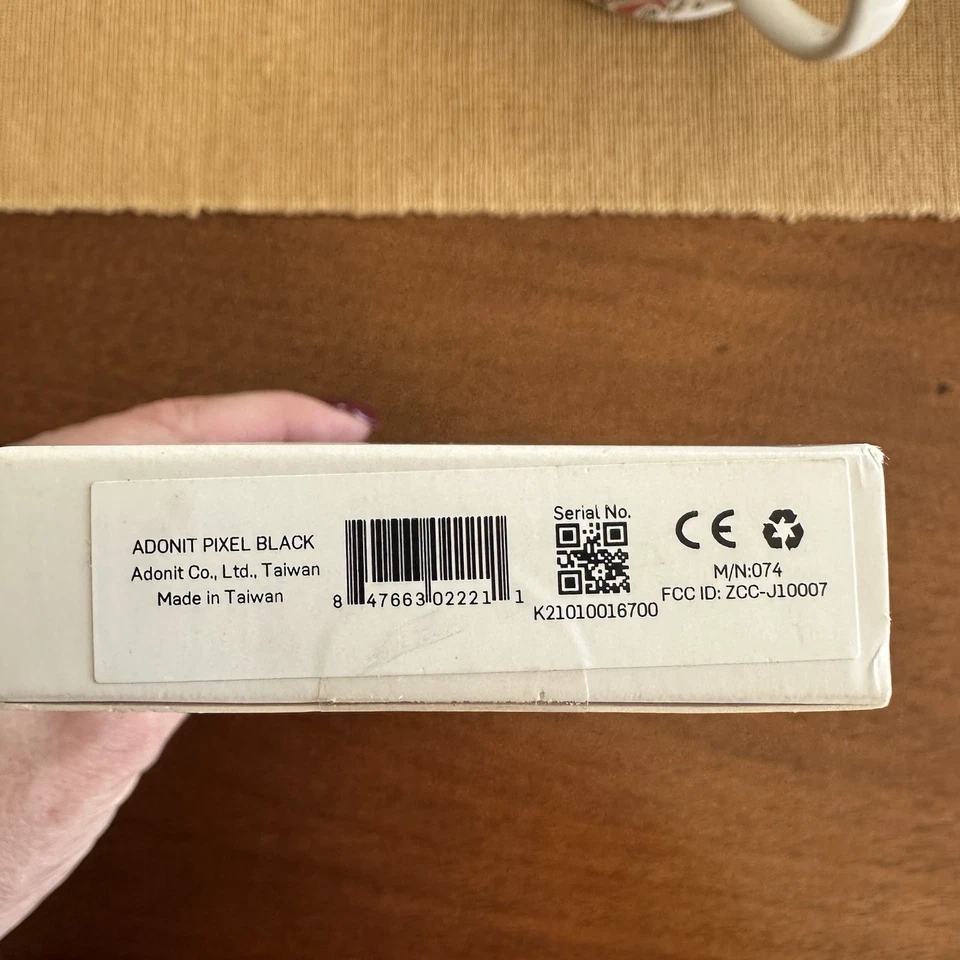 ADONIT PIXEL BLACK
Adonit Co., Ltd., Taiwan
Made in Taiwan
8 47663 02221 1
Serial No.
K21010016700
CE
M/N:074
FCC ID: ZCC-J10007